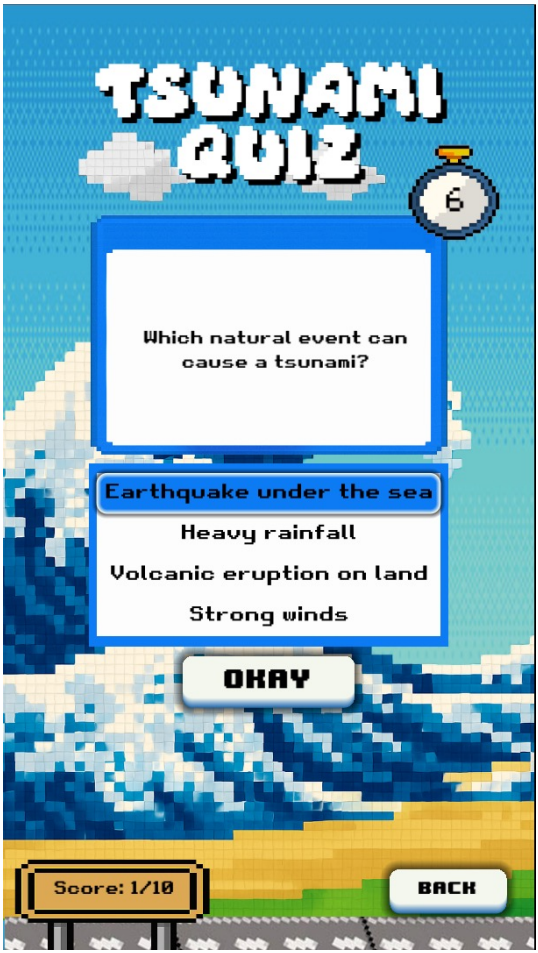 TSUNAMI
QUIZ
6
Which natural event can
cause a tsunami?
Earthquake under the sea
Heavy rainfall
Volcanic eruption on land
Strong winds
OKAY
Score: 1/10
BACK